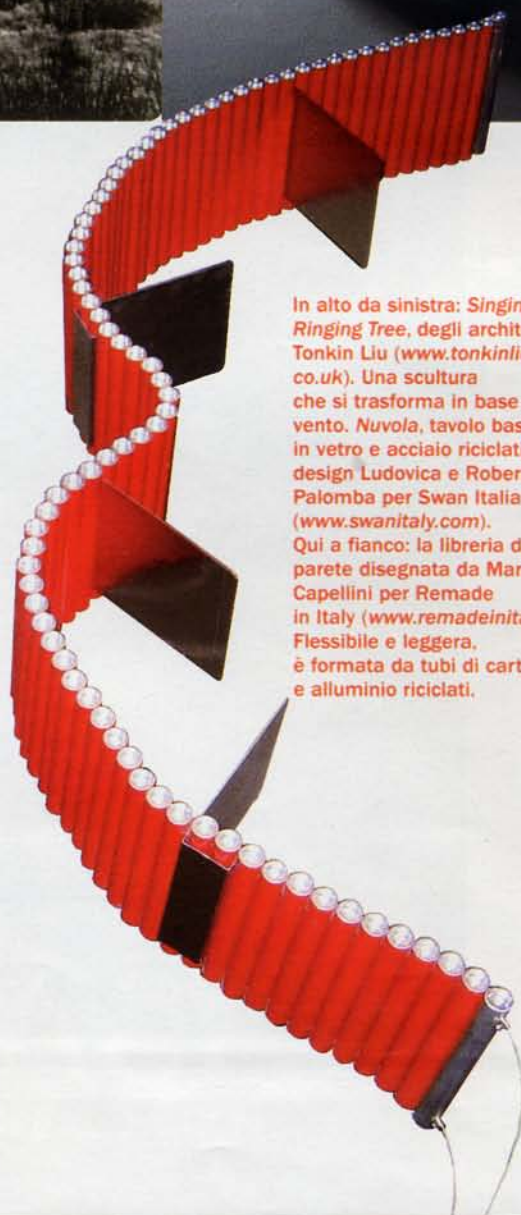 In alto da sinistra: Singin
Ringing Tree, degli archit
Tonkin Liu (www.tonkinli
co.uk). Una scultura
che si trasforma in base
vento. Nuvola, tavolo bas
in vetro e acciaio riciclati
design Ludovica e Rober
Palomba per Swan Italia
(www.swanitaly.com).
Qui a fianco: la libreria d
parete disegnata da Mar
Capellini per Remade
in Italy (www.remadeinita
Flessibile e leggera,
è formata da tubi di cart
e alluminio riciclati.